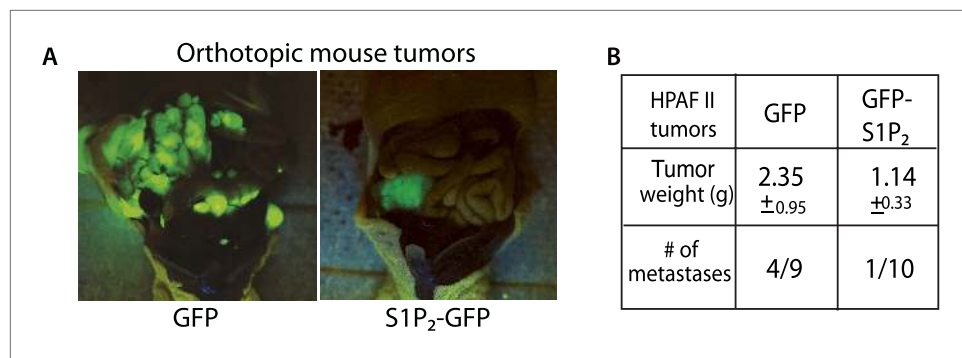 A
Orthotopic mouse tumors
GFP
S1P₂-GFP
B
HPAF II
tumors
GFP
GFP-
S1P₂
Tumor
weight (g)
2.35
±0.95
1.14
±0.33
# of
metastases
4/9
1/10